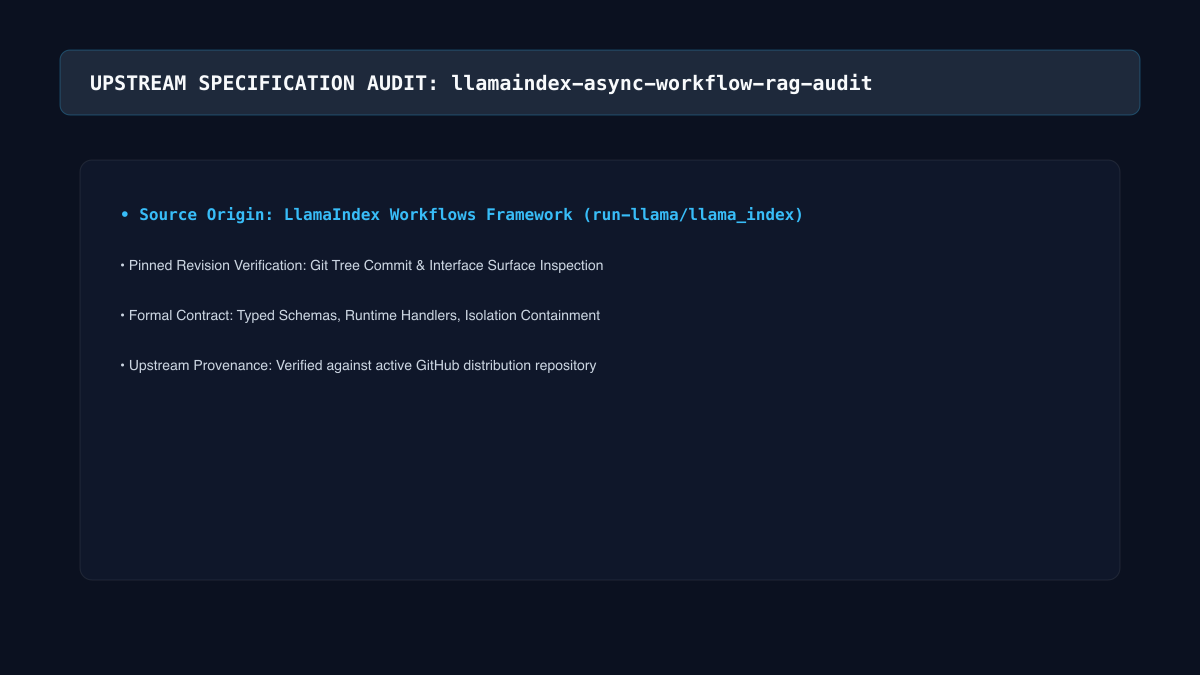 UPSTREAM SPECIFICATION AUDIT: llamaindex-async-workflow-rag-audit
• Source Origin: LlamaIndex Workflows Framework (run-llama/llama_index)
• Pinned Revision Verification: Git Tree Commit & Interface Surface Inspection
• Formal Contract: Typed Schemas, Runtime Handlers, Isolation Containment
• Upstream Provenance: Verified against active GitHub distribution repository